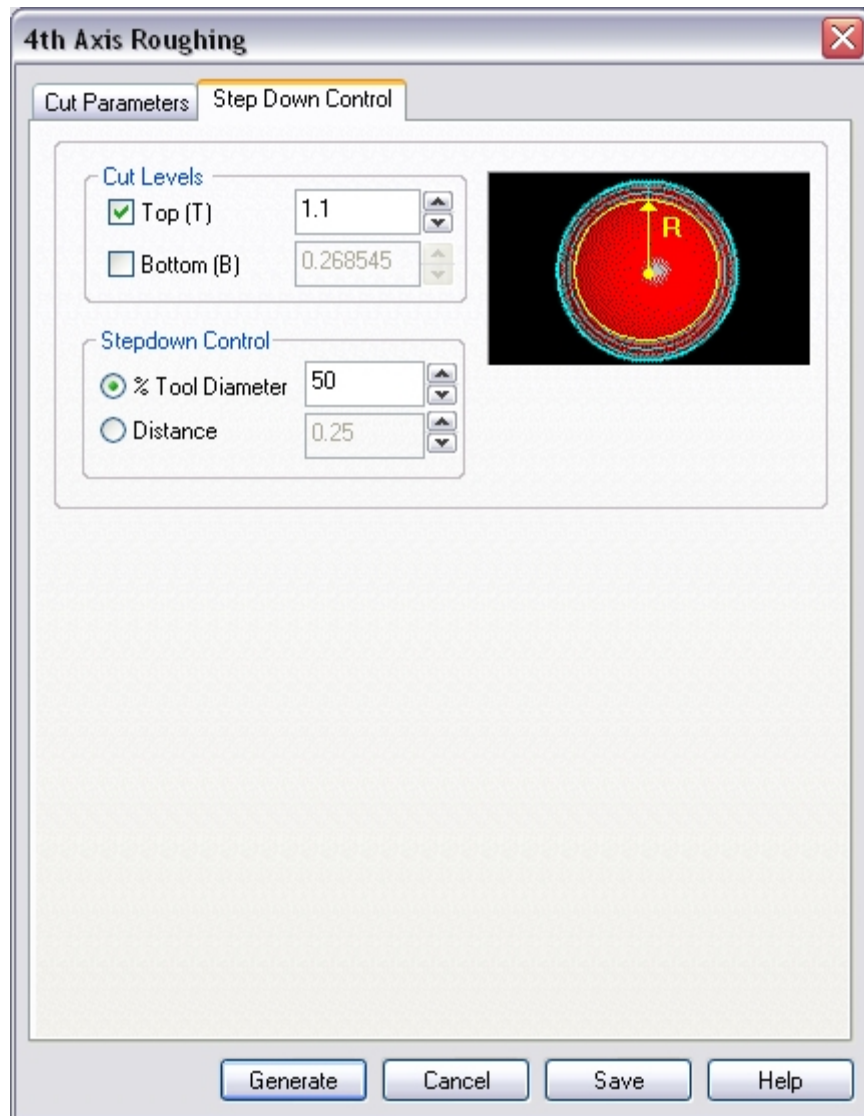 4th Axis Roughing
Cut Parameters
Step Down Control
Cut Levels
Top (T)
1.1
Bottom (B)
0.268545
R
Stepdown Control
% Tool Diameter
50
Distance
0.25
Generate
Cancel
Save
Help